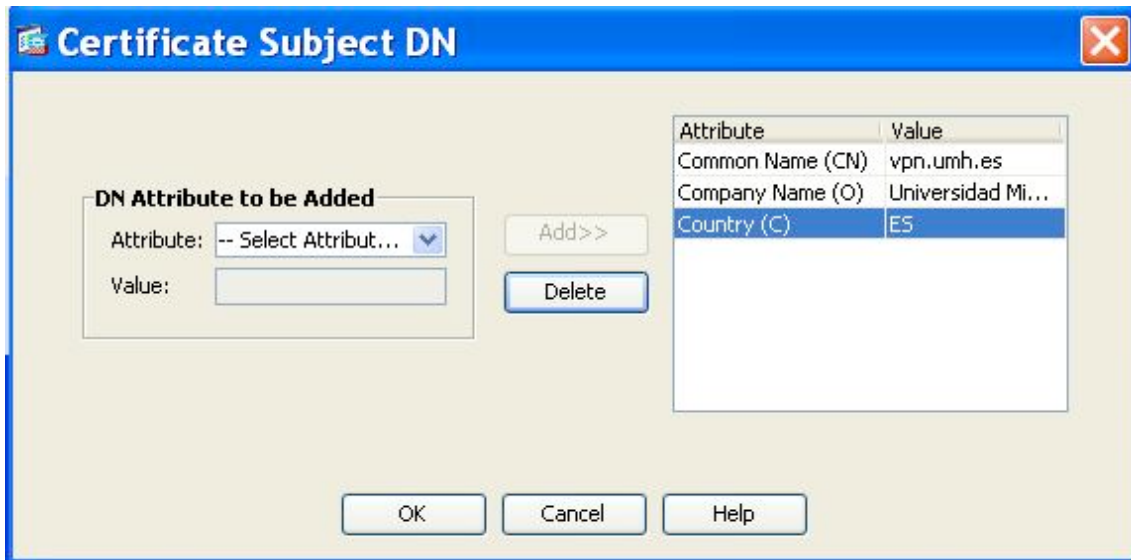 Certificate Subject DN
DN Attribute to be Added
Attribute: -- Select Attribut...
Value:
Add>>
Delete
Attribute Value
Common Name (CN) vpn.umh.es
Company Name (O) Universidad Mi...
Country (C) ES
OK Cancel Help